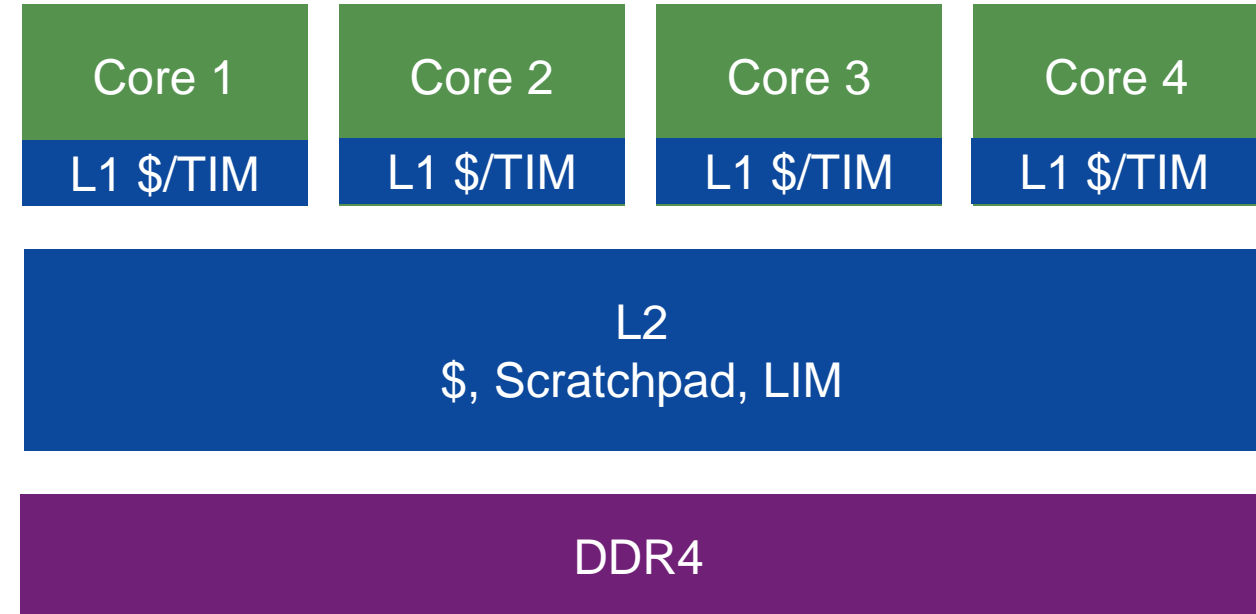 Core 1
Core 2
Core 3
Core 4
L1 $/TIM
L1 $/TIM
L1 $/TIM
L1 $/TIM
L2
$, Scratchpad, LIM
DDR4